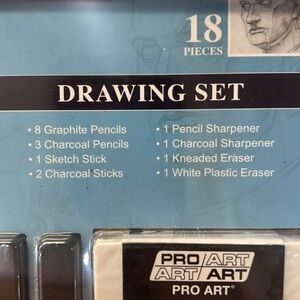 18
PIECES
DRAWING SET
• 8 Graphite Pencils
• 3 Charcoal Pencils
• 1 Sketch Stick
• 2 Charcoal Sticks
• 1 Pencil Sharpener
• 1 Charcoal Sharpener
• 1 Kneaded Eraser
• 1 White Plastic Eraser
PRO/ART
ART/ART
PRO ART®